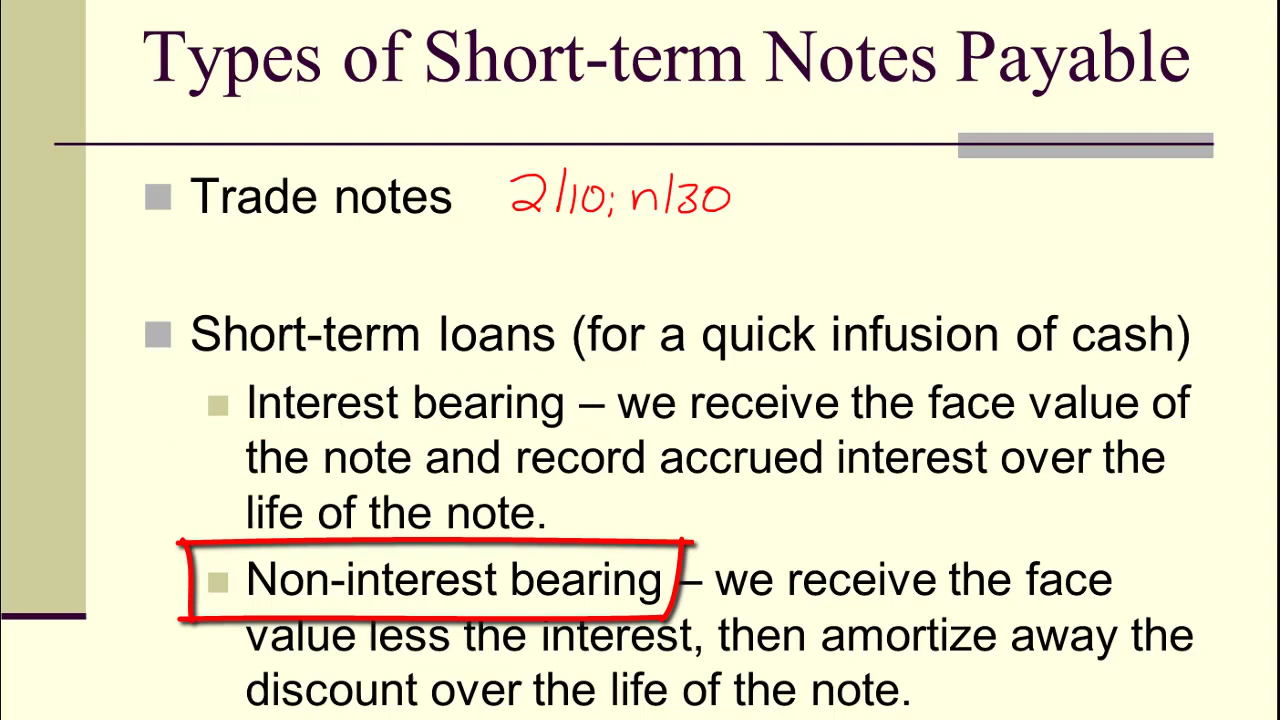 Types of Short-term Notes Payable
Trade notes 2/10; n/30
Short-term loans (for a quick infusion of cash)
Interest bearing – we receive the face value of
the note and record accrued interest over the
life of the note.
Non-interest bearing – we receive the face
value less the interest, then amortize away the
discount over the life of the note.